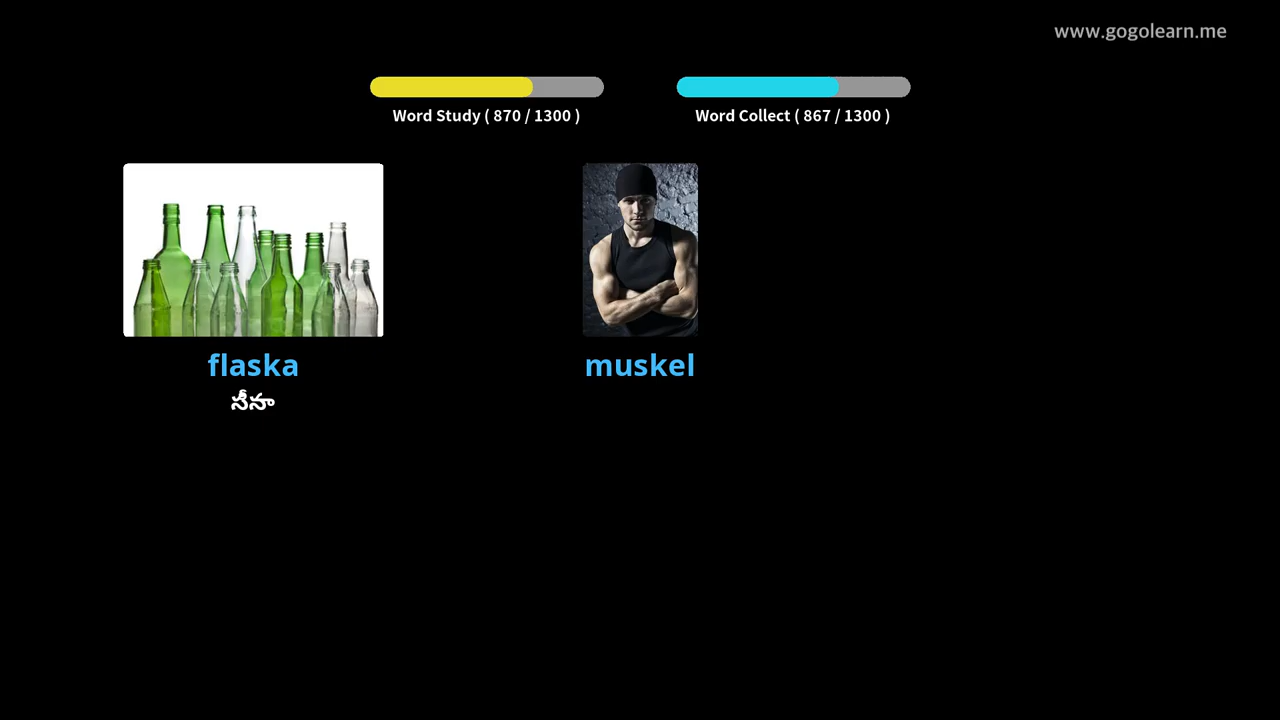 www.gogolearn.me
Word Study ( 870 / 1300 )
Word Collect ( 867 / 1300 )
flaska
muskel
సీసా